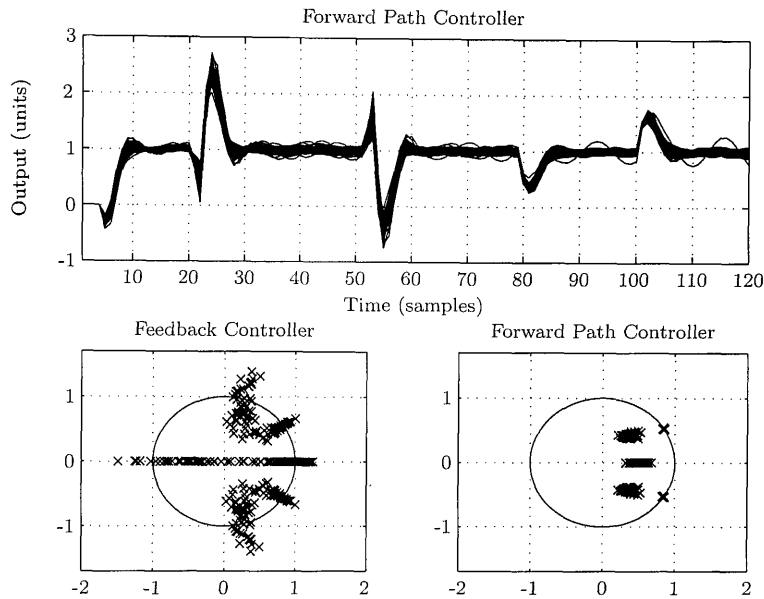 Forward Path Controller
3
2
1
0
-1
Output (units)
10 20 30 40 50 60 70 80 90 100 110 120
Time (samples)
Feedback Controller
1
0
-1
-2 -1 0 1 2
Forward Path Controller
1
0
-1
-2 -1 0 1 2